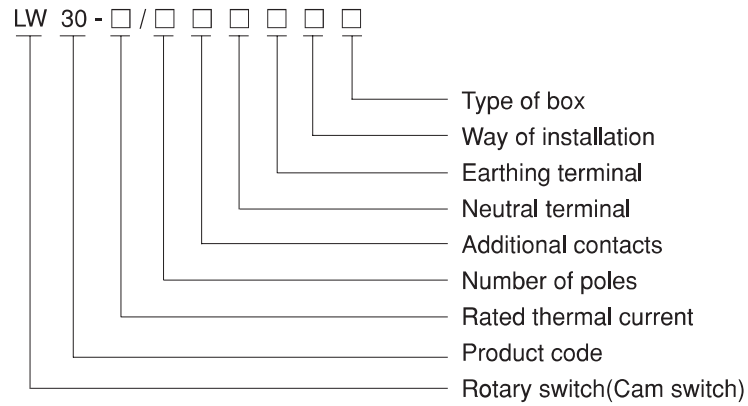 LW 30 - □ / □ □ □ □ □ □
Type of box
Way of installation
Earthing terminal
Neutral terminal
Additional contacts
Number of poles
Rated thermal current
Product code
Rotary switch(Cam switch)